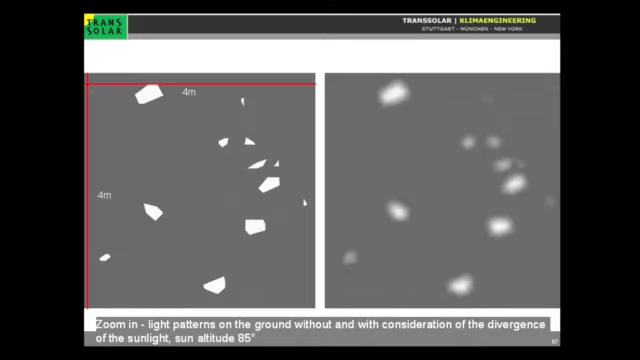 TRANS
SOLAR
TRANSSOLAR | KLIMAENGINEERING
STUTTGART - MÜNCHEN - NEW YORK
4m
4m
Zoom in - light patterns on the ground without and with consideration of the divergence
of the sunlight, sun altitude 85°
67